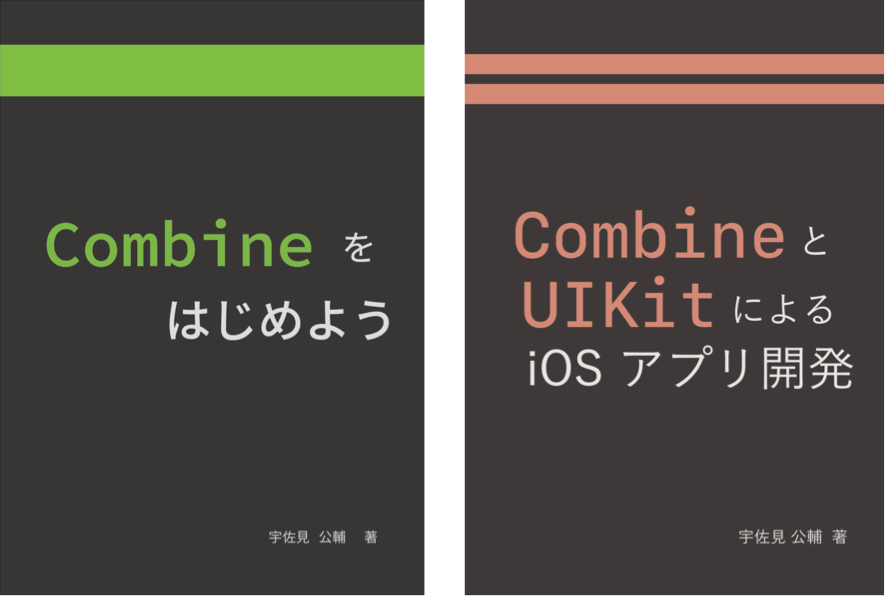 Combine を
はじめよう
宇佐見 公輔 著
Combine と
UIKit による
iOS アプリ開発
宇佐見 公輔 著